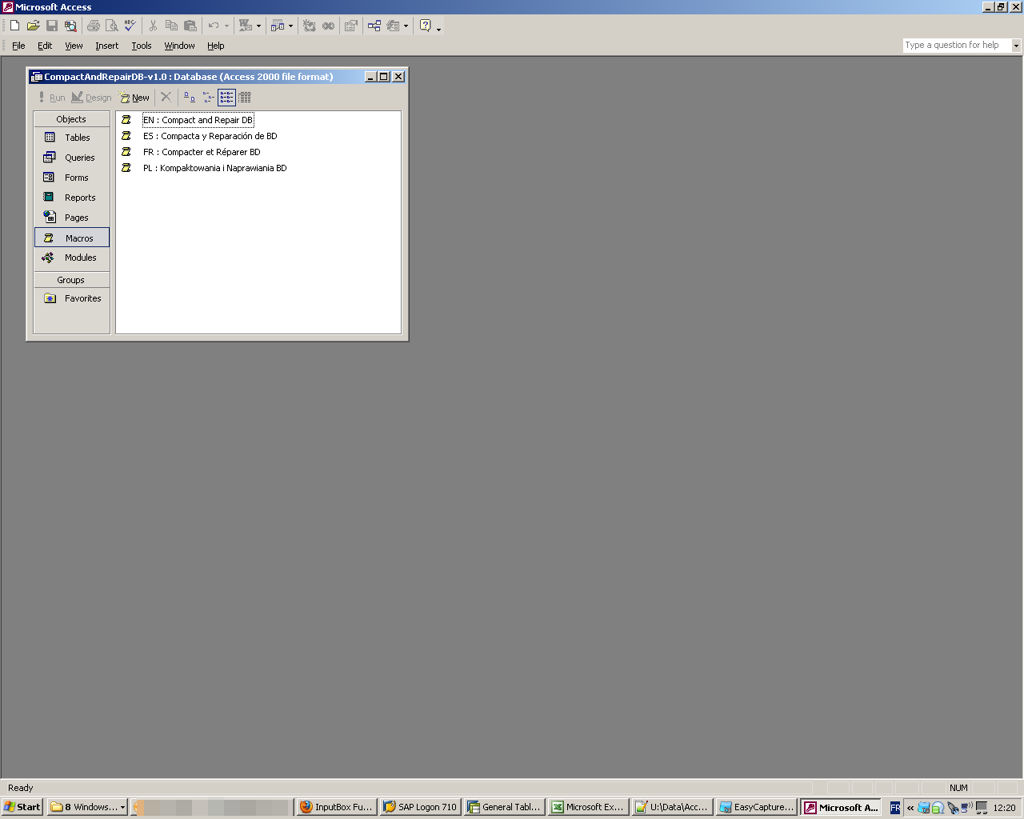 Microsoft Access
File Edit View Insert Tools Window Help
Type a question for help
CompactAndRepairDB-v1.0 : Database (Access 2000 file format)
Run Design New
Objects
Tables
Queries
Forms
Reports
Pages
Macros
Modules
Groups
Favorites
EN : Compact and Repair DB
ES : Compacta y Reparación de BD
FR : Compacter et Réparer BD
PL : Kompaktowania i Naprawiania BD
Ready
NUM
Start 8 Windows... InputBox Fu... SAP Logon 710 General Tabl... Microsoft Ex... U:\Data\Acc... EasyCapture... Microsoft A... FR « 12:20